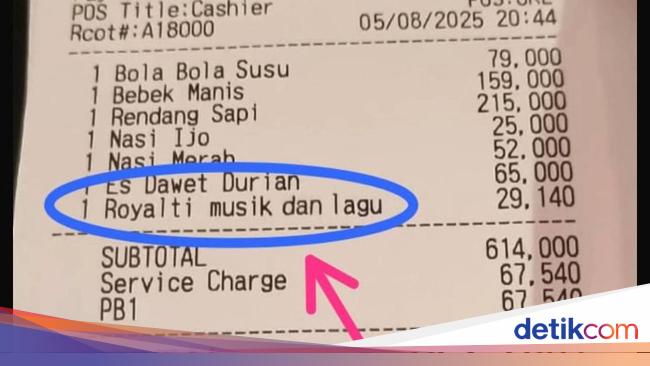 POS Title:Cashier
Rcot#:A18000
05/08/2025 20:44
1 Bola Bola Susu 79,000
1 Bebek Manis 159,000
1 Rendang Sapi 215,000
1 Nasi Ijo 25,000
1 Nasi Merah 52,000
1 Es Dawet Durian 65,000
1 Royalti musik dan lagu 29,140
SUBTOTAL 614,000
Service Charge 67,540
PB1 67,540
detikcom